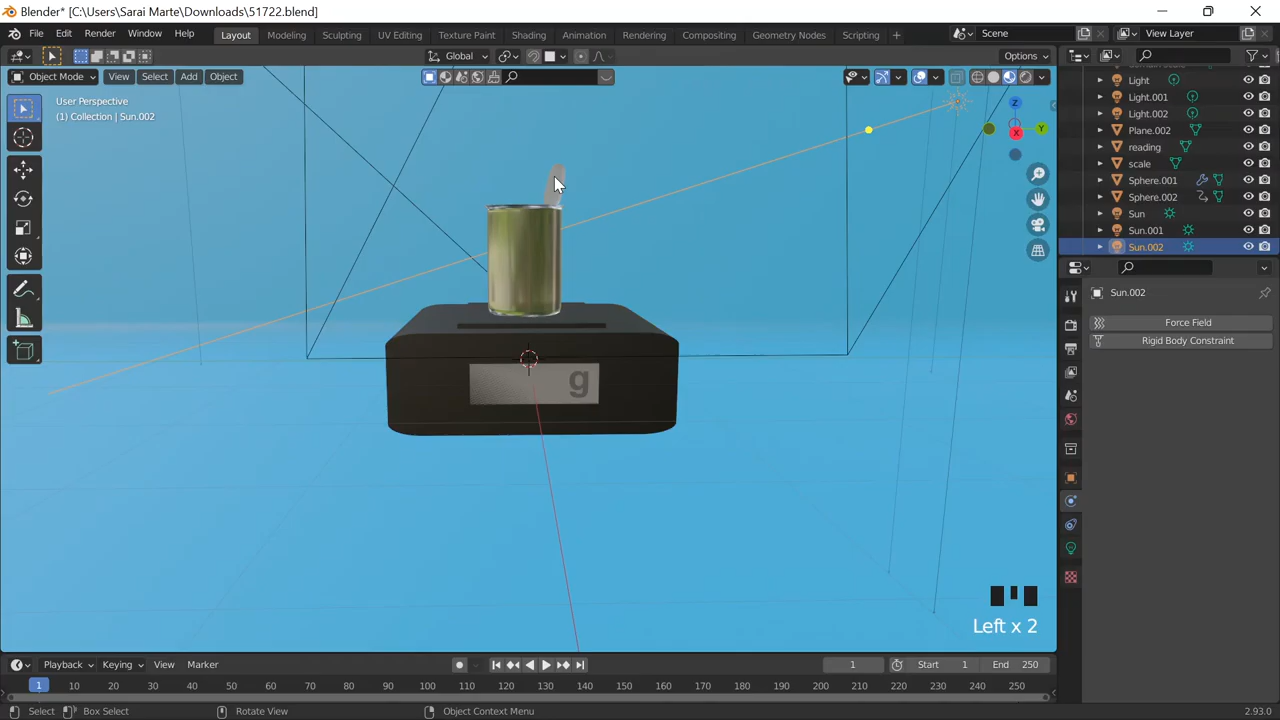 Blender* [C:\Users\Sarai Marte\Downloads\51722.blend]
File Edit Render Window Help Layout Modeling Sculpting UV Editing Texture Paint Shading Animation Rendering Compositing Geometry Nodes Scripting + Scene View Layer
Global Options
Object Mode View Select Add Object
User Perspective
(1) Collection | Sun.002
Z
Y
X
g
Light
Light.001
Light.002
Plane.002
reading
scale
Sphere.001
Sphere.002
Sun
Sun.001
Sun.002
Sun.002
Force Field
Rigid Body Constraint
Left x 2
Playback Keying View Marker 1 Start 1 End 250
1 10 20 30 40 50 60 70 80 90 100 110 120 130 140 150 160 170 180 190 200 210 220 230 240 250
Select Box Select Rotate View Object Context Menu 2.93.0